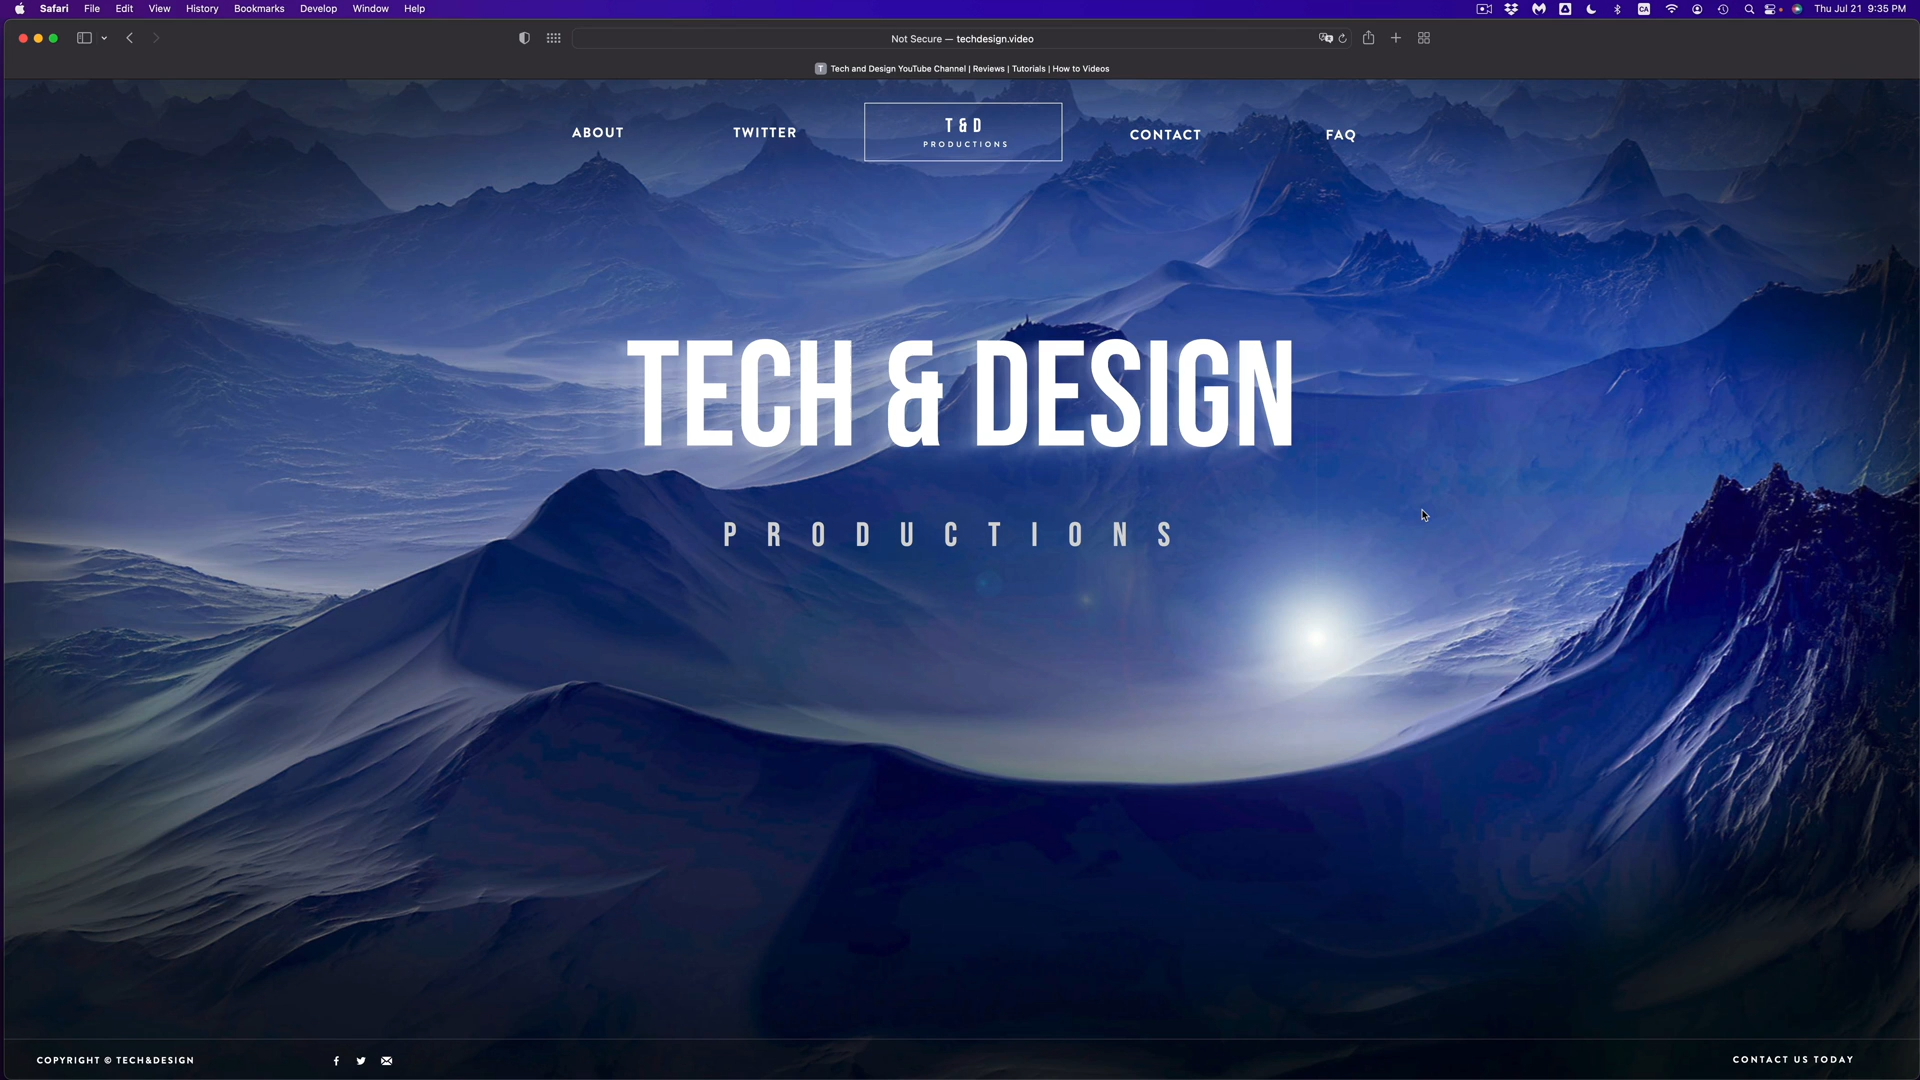 Safari File Edit View History Bookmarks Develop Window Help
CA
Thu Jul 21 9:35 PM
Not Secure — techdesign.video
T Tech and Design YouTube Channel | Reviews | Tutorials | How to Videos
ABOUT TWITTER
T&D
PRODUCTIONS
CONTACT FAQ
TECH & DESIGN
PRODUCTIONS
COPYRIGHT © TECH&DESIGN
CONTACT US TODAY